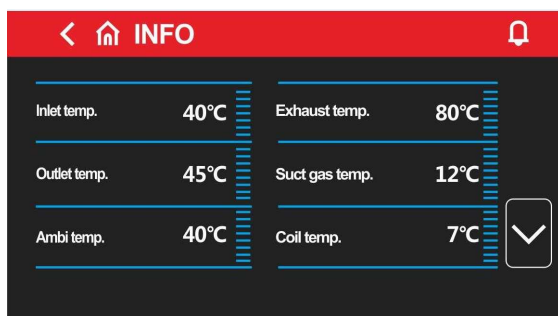 INFO
Inlet temp. 40℃ Exhaust temp. 80℃
Outlet temp. 45℃ Suct gas temp. 12℃
Ambi temp. 40℃ Coil temp. 7℃